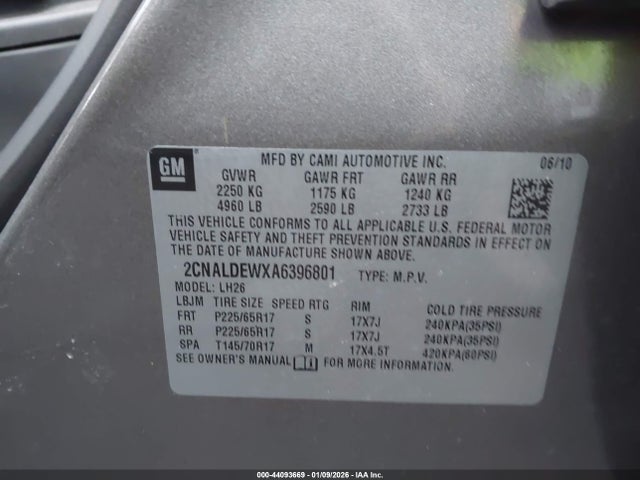 GM
MFD BY CAMI AUTOMOTIVE INC. 06/10
GVWR GAWR FRT GAWR RR
2250 KG 1175 KG 1240 KG
4960 LB 2590 LB 2733 LB
THIS VEHICLE CONFORMS TO ALL APPLICABLE U.S. FEDERAL MOTOR
VEHICLE SAFETY AND THEFT PREVENTION STANDARDS IN EFFECT ON
THE DATE OF MANUFACTURE SHOWN ABOVE.
2CNALDEWXA6396801 TYPE: M.P.V.
MODEL: LH26
LBJM TIRE SIZE SPEED RTG RIM COLD TIRE PRESSURE
FRT P225/65R17 S 17X7J 240KPA(35PSI)
RR P225/65R17 S 17X7J 240KPA(35PSI)
SPA T145/70R17 M 17X4.5T 420KPA(60PSI)
SEE OWNER'S MANUAL FOR MORE INFORMATION.
000-44093669 | 01/09/2026 | IAA Inc.